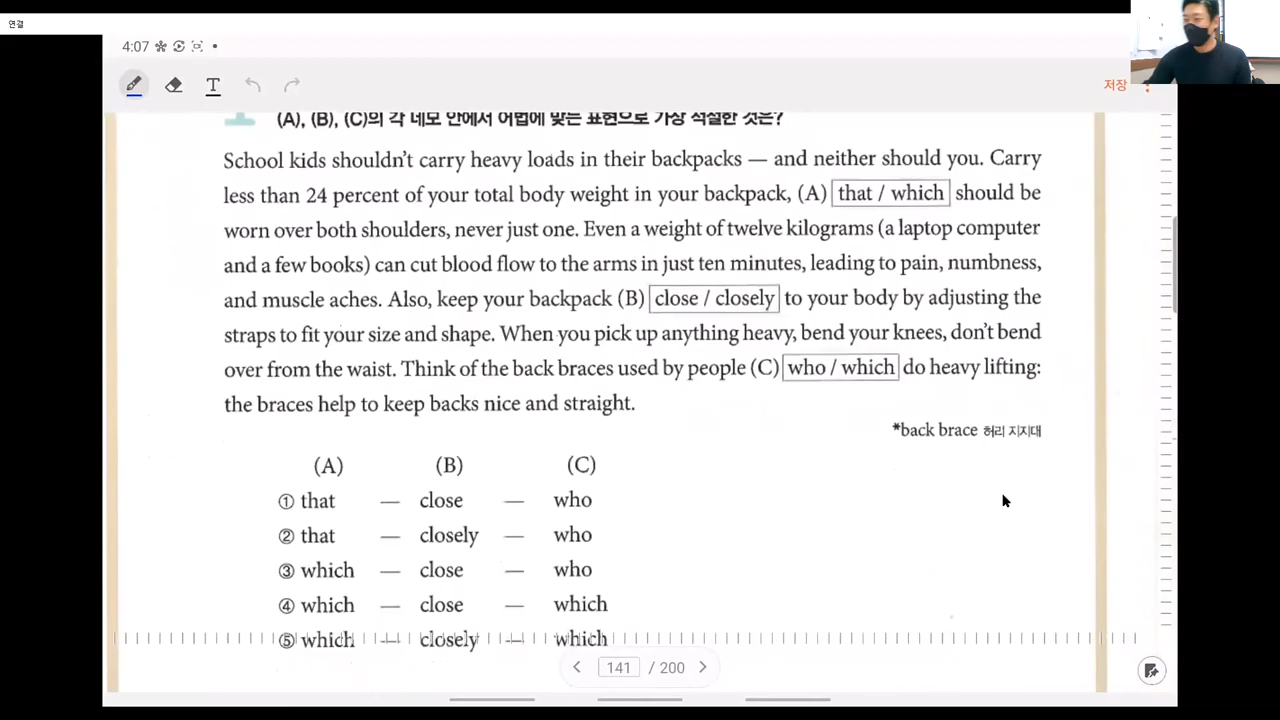 연결
4:07
T
저장
(A), (B), (C)의 각 네모 안에서 어법에 맞는 표현으로 가장 적절한 것은?
School kids shouldn't carry heavy loads in their backpacks — and neither should you. Carry
less than 24 percent of your total body weight in your backpack, (A) that / which should be
worn over both shoulders, never just one. Even a weight of twelve kilograms (a laptop computer
and a few books) can cut blood flow to the arms in just ten minutes, leading to pain, numbness,
and muscle aches. Also, keep your backpack (B) close / closely to your body by adjusting the
straps to fit your size and shape. When you pick up anything heavy, bend your knees, don't bend
over from the waist. Think of the back braces used by people (C) who / which do heavy lifting:
the braces help to keep backs nice and straight.
*back brace 허리 지지대
(A) (B) (C)
① that — close — who
② that — closely — who
③ which — close — who
④ which — close — which
⑤ which — closely — which
141 / 200